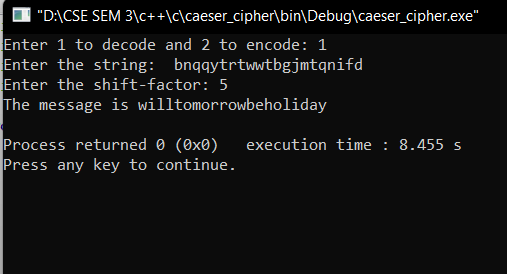 "D:\CSE SEM 3\c++\c\caeser_cipher\bin\Debug\caeser_cipher.exe"
Enter 1 to decode and 2 to encode: 1
Enter the string:  bnqqytrtwwtbgjmtqnifd
Enter the shift-factor: 5
The message is willtomorrowbeholiday
Process returned 0 (0x0)   execution time : 8.455 s
Press any key to continue.